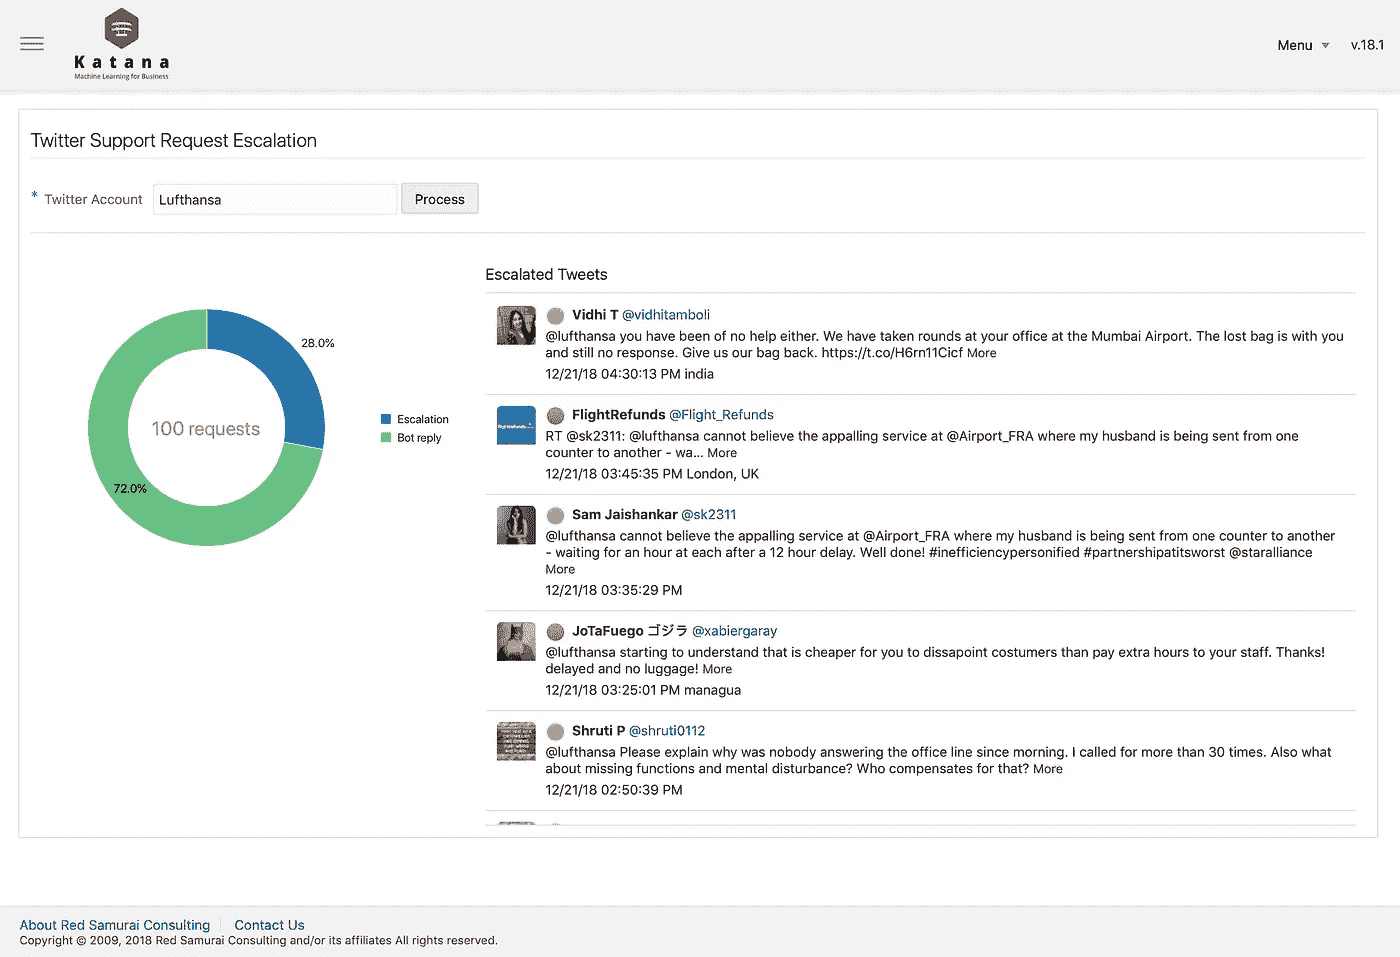 Katana
Machine Learning for Business
Menu
v.18.1
Twitter Support Request Escalation
* Twitter Account
Lufthansa
Process
28.0%
100 requests
72.0%
Escalation
Bot reply
Escalated Tweets
Vidhi T @vidhitamboli
@lufthansa you have been of no help either. We have taken rounds at your office at the Mumbai Airport. The lost bag is with you
and still no response. Give us our bag back. https://t.co/H6rn11Cicf More
12/21/18 04:30:13 PM india
FlightRefunds @Flight_Refunds
RT @sk2311: @lufthansa cannot believe the appalling service at @Airport_FRA where my husband is being sent from one
counter to another - wa... More
12/21/18 03:45:35 PM London, UK
Sam Jaishankar @sk2311
@lufthansa cannot believe the appalling service at @Airport_FRA where my husband is being sent from one counter to another
- waiting for an hour at each after a 12 hour delay. Well done! #inefficiencypersonified #partnershipatitsworst @staralliance
More
12/21/18 03:35:29 PM
JoTaFuego ゴジラ @xabiergaray
@lufthansa starting to understand that is cheaper for you to dissapoint costumers than pay extra hours to your staff. Thanks!
delayed and no luggage! More
12/21/18 03:25:01 PM managua
Shruti P @shruti0112
@lufthansa Please explain why was nobody answering the office line since morning. I called for more than 30 times. Also what
about missing functions and mental disturbance? Who compensates for that? More
12/21/18 02:50:39 PM
About Red Samurai Consulting
Contact Us
Copyright © 2009, 2018 Red Samurai Consulting and/or its affiliates All rights reserved.